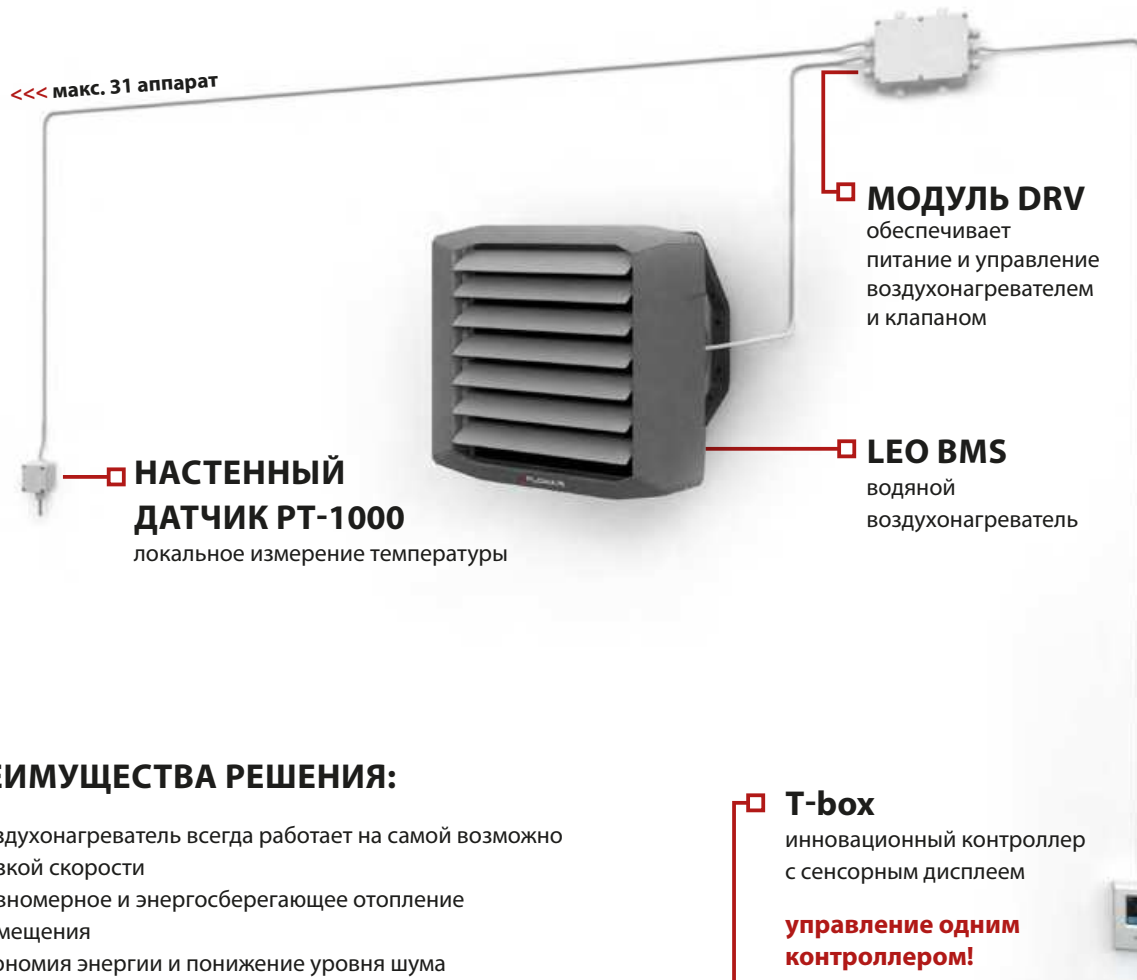 <<< макс. 31 аппарат
МОДУЛЬ DRV
обеспечивает
питание и управление
воздухонагревателем
и клапаном
LEO BMS
водяной
воздухонагреватель
НАСТЕННЫЙ
ДАТЧИК PT-1000
локальное измерение температуры
ЕИМУЩЕСТВА РЕШЕНИЯ:
здухонагреватель всегда работает на самой возможно
зкой скорости
вномерное и энергосберегающее отопление
мещения
ономия энергии и понижение уровня шума
T-box
инновационный контроллер
с сенсорным дисплеем
управление одним
контроллером!